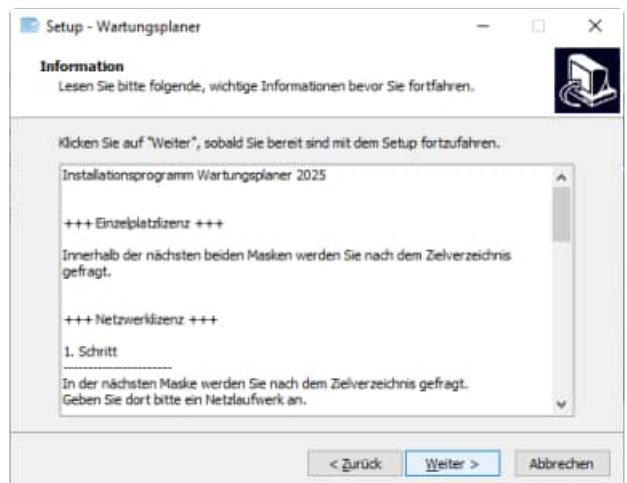 Setup - Wartungsplaner
Information
Lesen Sie bitte folgende, wichtige Informationen bevor Sie fortfahren.
Klicken Sie auf "Weiter", sobald Sie bereit sind mit dem Setup fortzufahren.
Installationsprogramm Wartungsplaner 2025
+++ Einzelplatzlizenz +++
Innerhalb der nächsten beiden Masken werden Sie nach dem Zielverzeichnis
gefragt.
+++ Netzwerklizenz +++
1. Schritt
-----------------------
In der nächsten Maske werden Sie nach dem Zielverzeichnis gefragt.
Geben Sie dort bitte ein Netzlaufwerk an.
< Zurück
Weiter >
Abbrechen